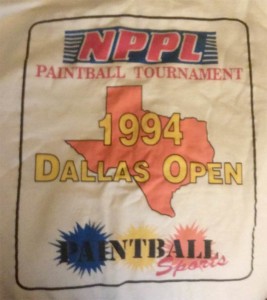 NPPL
PAINTBALL TOURNAMENT
1994
DALLAS OPEN
PAINTBALL
Sports